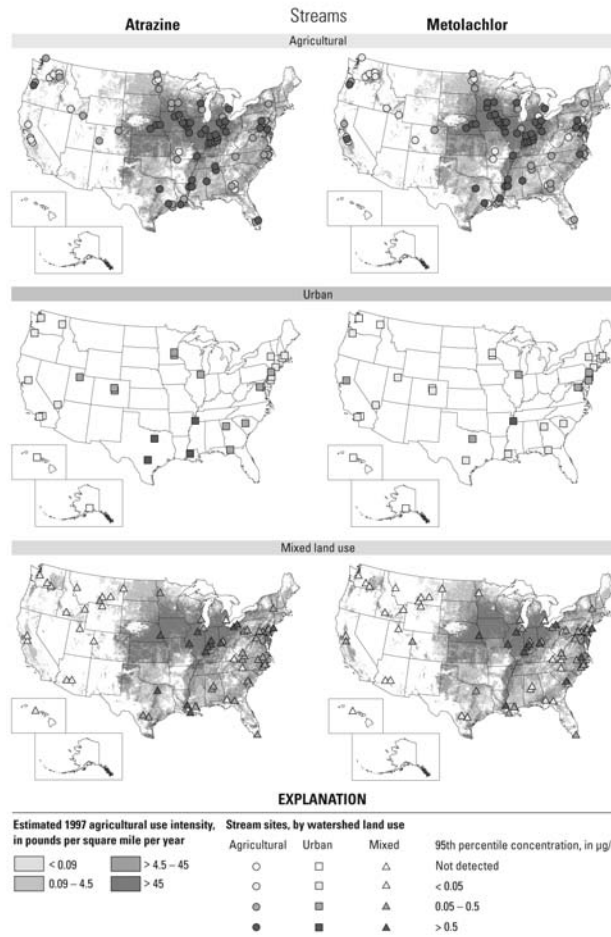 Streams
Atrazine
Metolachlor
Agricultural
Urban
Mixed land use
EXPLANATION
Estimated 1997 agricultural use intensity,
in pounds per square mile per year
< 0.09
> 4.5 – 45
0.09 – 4.5
> 45
Stream sites, by watershed land use
Agricultural
Urban
Mixed
95th percentile concentration, in µg/
Not detected
< 0.05
0.05 – 0.5
> 0.5